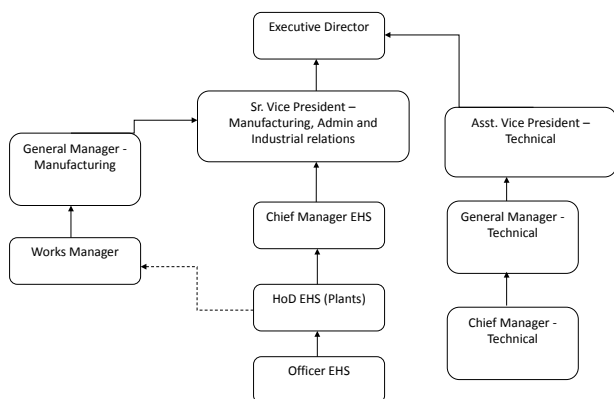 Executive Director
Sr. Vice President –
Manufacturing, Admin and
Industrial relations
Asst. Vice President –
Technical
General Manager -
Manufacturing
Chief Manager EHS
General Manager -
Technical
Works Manager
HoD EHS (Plants)
Chief Manager -
Technical
Officer EHS